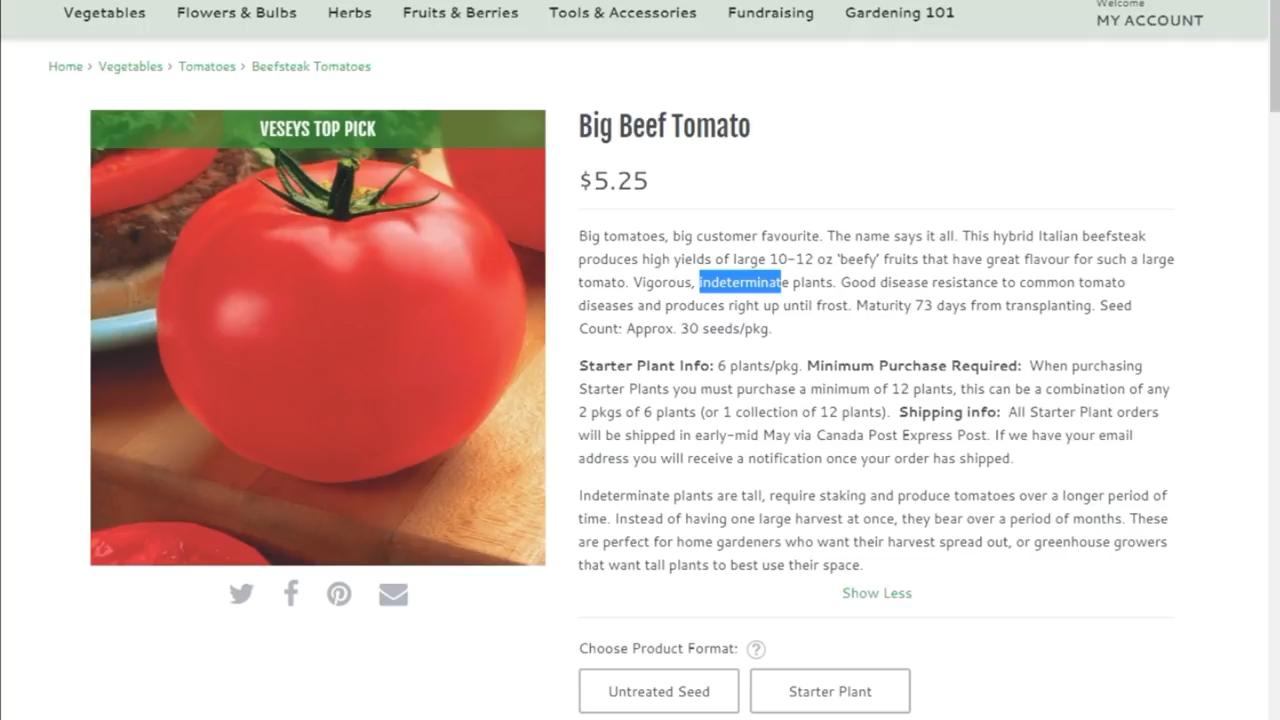 Vegetables Flowers & Bulbs Herbs Fruits & Berries Tools & Accessories Fundraising Gardening 101
Welcome
MY ACCOUNT
Home > Vegetables > Tomatoes > Beefsteak Tomatoes
VESEYS TOP PICK
Big Beef Tomato
$5.25
Big tomatoes, big customer favourite. The name says it all. This hybrid Italian beefsteak
produces high yields of large 10-12 oz 'beefy' fruits that have great flavour for such a large
tomato. Vigorous, indeterminate plants. Good disease resistance to common tomato
diseases and produces right up until frost. Maturity 73 days from transplanting. Seed
Count: Approx. 30 seeds/pkg.
Starter Plant Info: 6 plants/pkg. Minimum Purchase Required: When purchasing
Starter Plants you must purchase a minimum of 12 plants, this can be a combination of any
2 pkgs of 6 plants (or 1 collection of 12 plants). Shipping info: All Starter Plant orders
will be shipped in early-mid May via Canada Post Express Post. If we have your email
address you will receive a notification once your order has shipped.
Indeterminate plants are tall, require staking and produce tomatoes over a longer period of
time. Instead of having one large harvest at once, they bear over a period of months. These
are perfect for home gardeners who want their harvest spread out, or greenhouse growers
that want tall plants to best use their space.
Show Less
Choose Product Format: ?
Untreated Seed Starter Plant